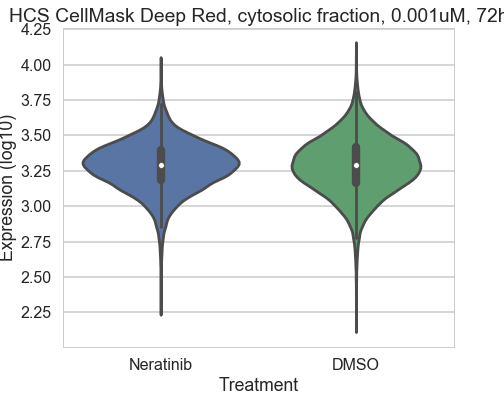 HCS CellMask Deep Red, cytosolic fraction, 0.001uM, 72h
4.25
4.00
3.75
3.50
3.25
3.00
2.75
2.50
2.25
Expression (log10)
Neratinib DMSO
Treatment